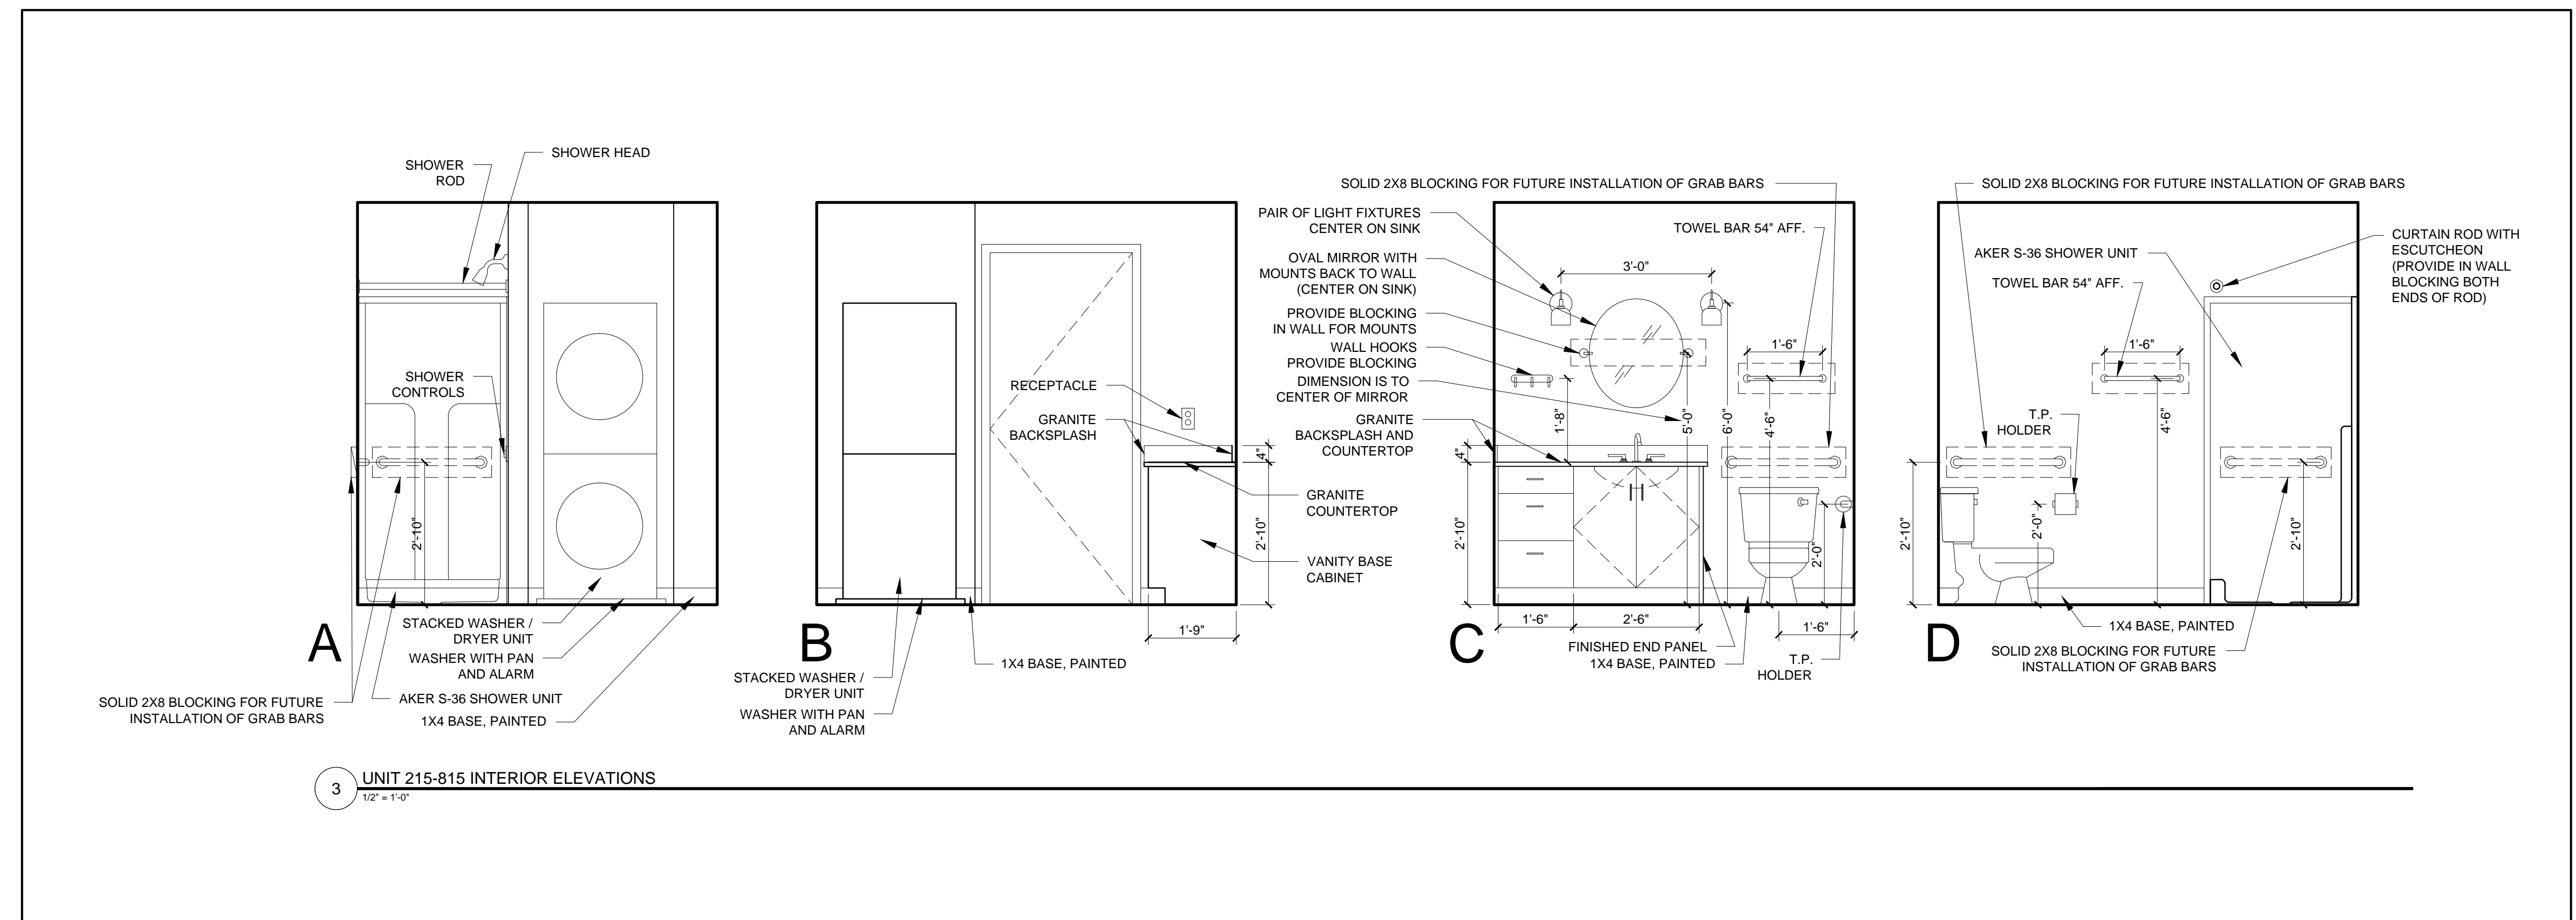 SHOWER HEAD
SHOWER
ROD
SHOWER
CONTROLS
2'-10"
STACKED WASHER /
DRYER UNIT
WASHER WITH PAN
AND ALARM
AKER S-36 SHOWER UNIT
SOLID 2X8 BLOCKING FOR FUTURE
INSTALLATION OF GRAB BARS
1X4 BASE, PAINTED
A
RECEPTACLE
GRANITE
BACKSPLASH
4"
GRANITE
COUNTERTOP
2'-10"
VANITY BASE
CABINET
1'-9"
1X4 BASE, PAINTED
STACKED WASHER /
DRYER UNIT
WASHER WITH PAN
AND ALARM
B
SOLID 2X8 BLOCKING FOR FUTURE INSTALLATION OF GRAB BARS
PAIR OF LIGHT FIXTURES
CENTER ON SINK
TOWEL BAR 54" AFF.
OVAL MIRROR WITH
MOUNTS BACK TO WALL
(CENTER ON SINK)
3'-0"
PROVIDE BLOCKING
IN WALL FOR MOUNTS
WALL HOOKS
PROVIDE BLOCKING
1'-6"
DIMENSION IS TO
CENTER OF MIRROR
GRANITE
BACKSPLASH AND
COUNTERTOP
1'-8"
5'-0"
6'-0"
4'-6"
4"
2'-10"
2'-0"
1'-6"
2'-6"
1'-6"
FINISHED END PANEL
1X4 BASE, PAINTED
T.P.
HOLDER
C
SOLID 2X8 BLOCKING FOR FUTURE INSTALLATION OF GRAB BARS
AKER S-36 SHOWER UNIT
TOWEL BAR 54" AFF.
CURTAIN ROD WITH
ESCUTCHEON
(PROVIDE IN WALL
BLOCKING BOTH
ENDS OF ROD)
1'-6"
T.P.
HOLDER
4'-6"
2'-10"
2'-0"
2'-10"
1X4 BASE, PAINTED
SOLID 2X8 BLOCKING FOR FUTURE
INSTALLATION OF GRAB BARS
D
3
UNIT 215-815 INTERIOR ELEVATIONS
1/2" = 1'-0"